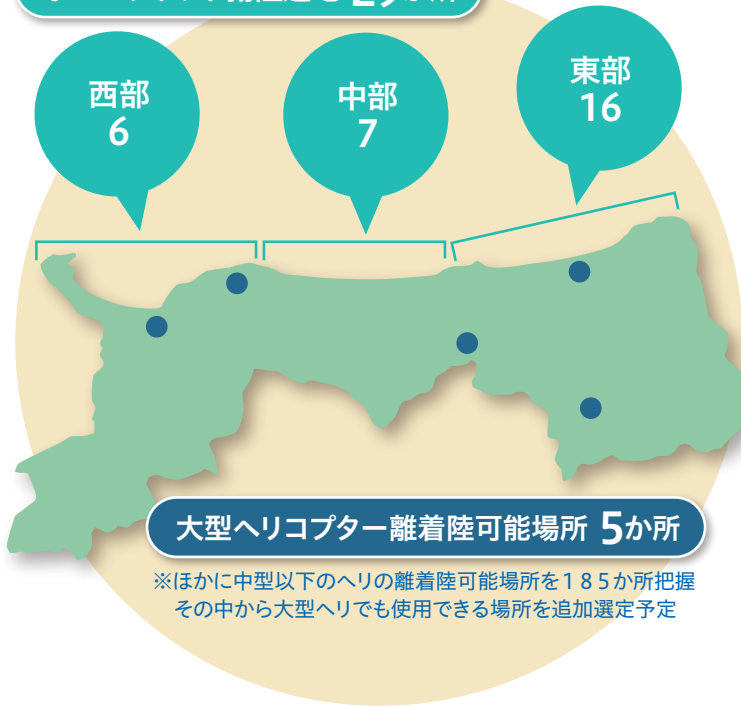 西部
6
中部
7
東部
16
大型ヘリコプター離着陸可能場所 5か所
※ほかに中型以下のヘリの離着陸可能場所を185か所把握
その中から大型ヘリでも使用できる場所を追加選定予定